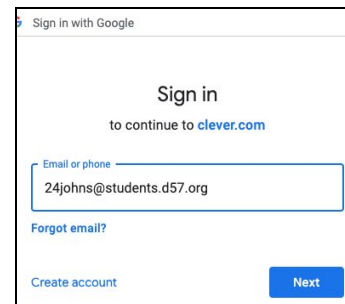 Sign in with Google
Sign in
to continue to clever.com
Email or phone
24johns@students.d57.org
Forgot email?
Create account Next